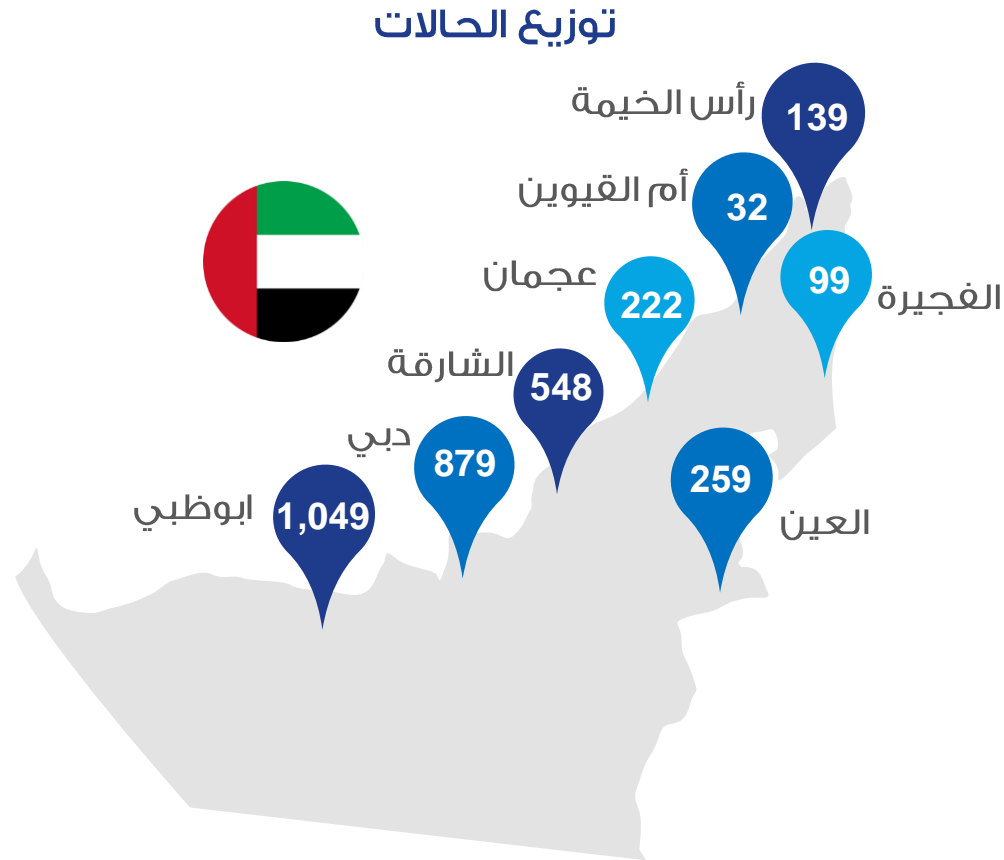 توزيع الحالات
رأس الخيمة
139
أم القيوين
32
عجمان
222
99
الفجيرة
الشارقة
548
دبي
879
ابوظبي
1,049
259
العين